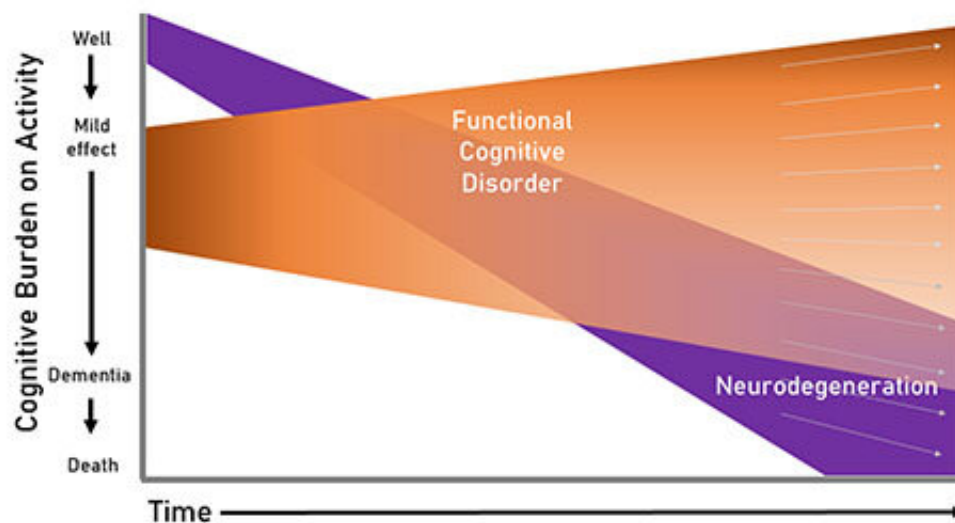 Cognitive Burden on Activity
Well
Mild
effect
Dementia
Death
Functional
Cognitive
Disorder
Neurodegeneration
Time